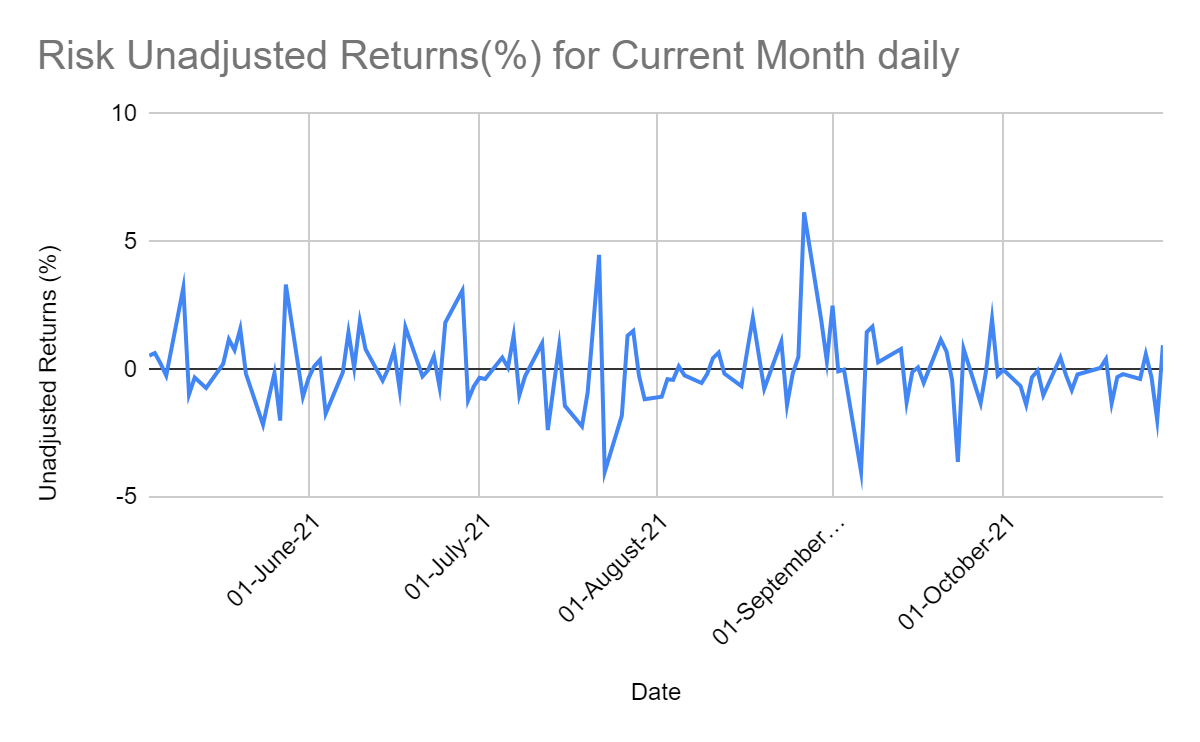 Risk Unadjusted Returns(%) for Current Month daily
10
5
0
-5
Unadjusted Returns (%)
01-June-21
01-July-21
01-August-21
01-September…
01-October-21
Date